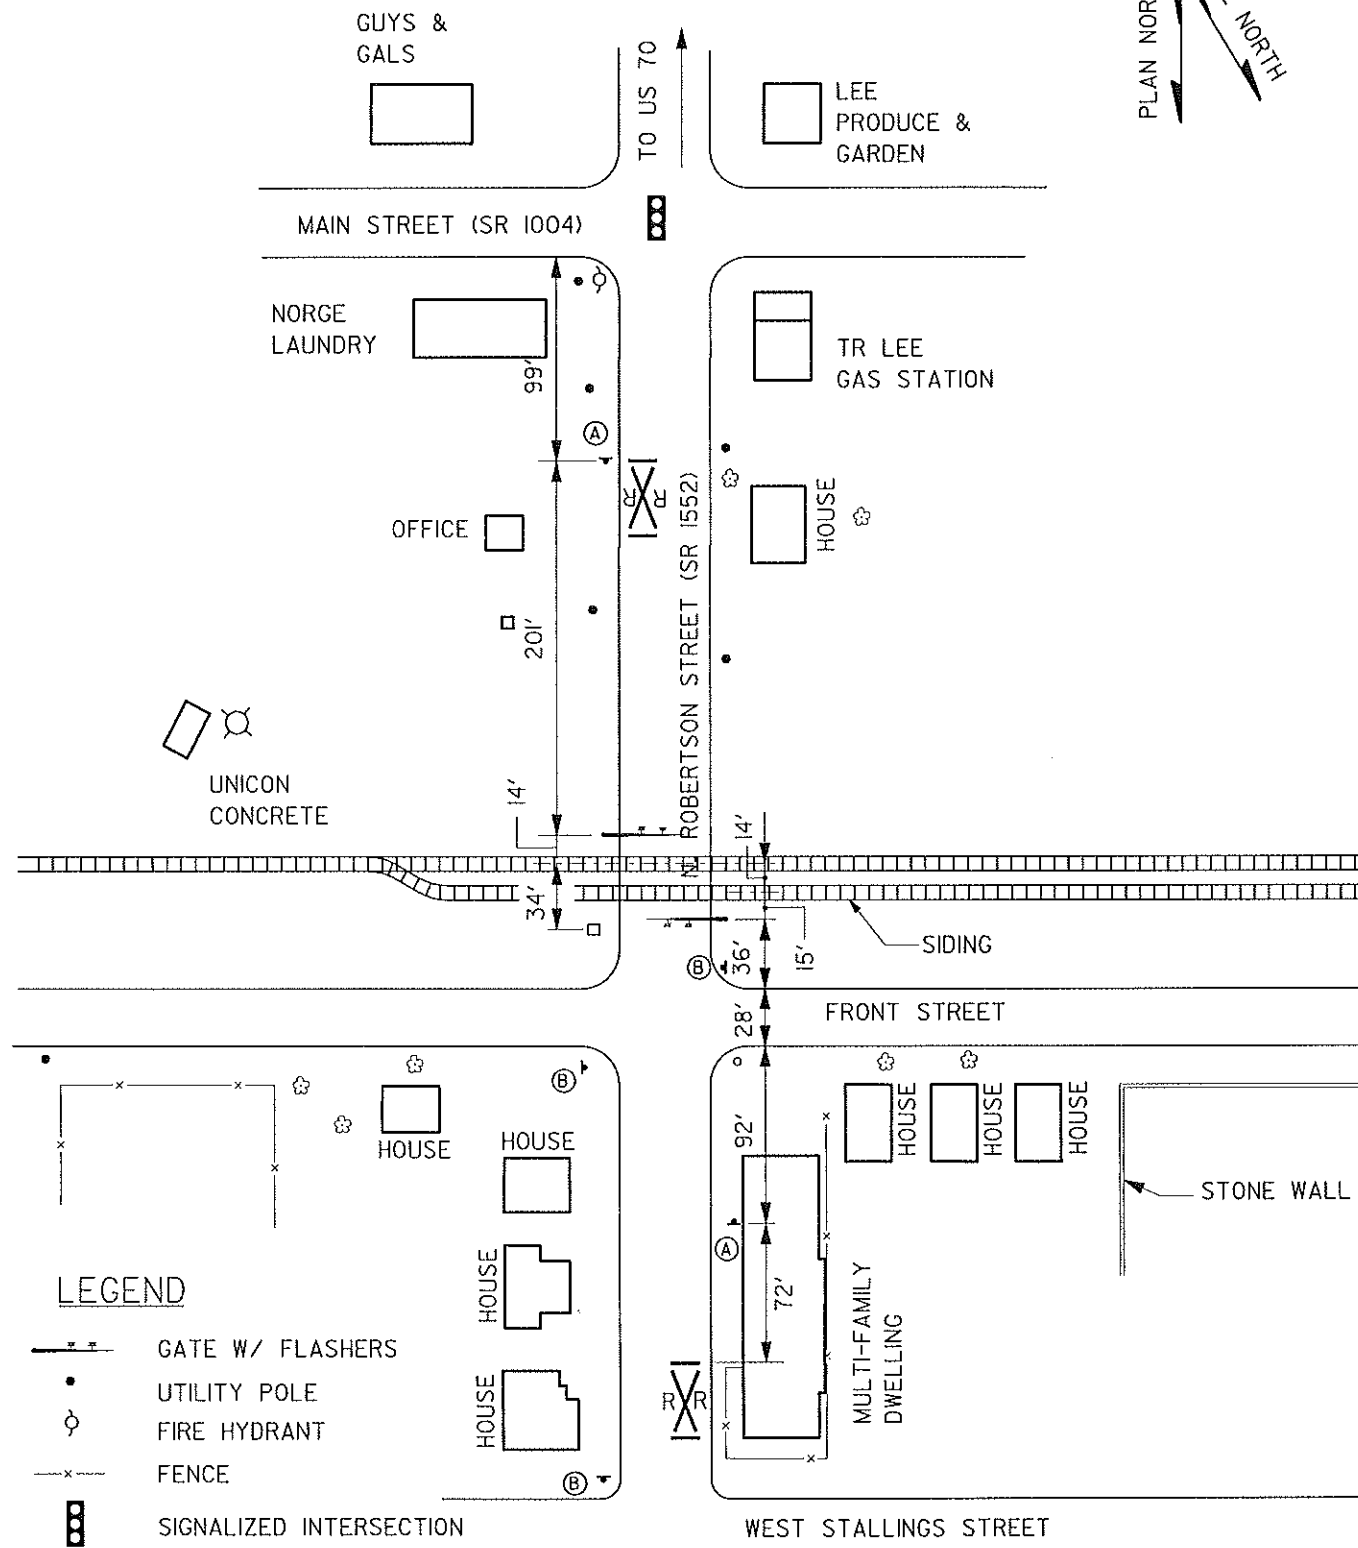 GUYS &
GALS
TO US 70
LEE
PRODUCE &
GARDEN
PLAN NOR
NORTH
MAIN STREET (SR 1004)
NORGE
LAUNDRY
99'
TR LEE
GAS STATION
A
R R
OFFICE
HOUSE
201'
N. ROBERTSON STREET (SR 1552)
UNICON
CONCRETE
14'
14'
34'
SIDING
B
36'
15'
28'
FRONT STREET
B
HOUSE
HOUSE
92'
HOUSE
HOUSE
HOUSE
STONE WALL
A
HOUSE
72'
MULTI-FAMILY
DWELLING
HOUSE
R R
B
LEGEND
GATE W/ FLASHERS
UTILITY POLE
FIRE HYDRANT
FENCE
SIGNALIZED INTERSECTION
WEST STALLINGS STREET